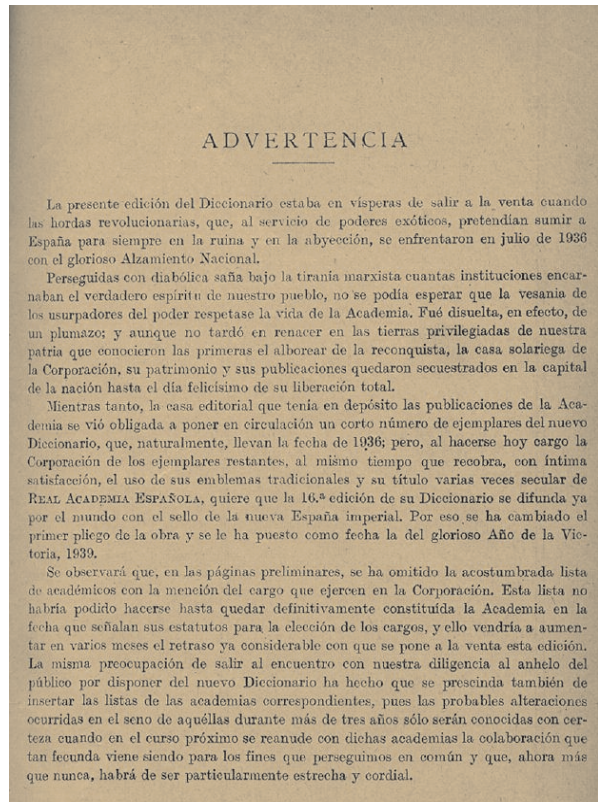 ADVERTENCIA
La presente edición del Diccionario estaba en vísperas de salir a la venta cuando
las hordas revolucionarias, que, al servicio de poderes exóticos, pretendían sumir a
España para siempre en la ruina y en la abyección, se enfrentaron en julio de 1936
con el glorioso Alzamiento Nacional.
Perseguidas con diabólica saña bajo la tiranía marxista cuantas instituciones encar-
naban el verdadero espíritu de nuestro pueblo, no se podía esperar que la vesania de
los usurpadores del poder respetase la vida de la Academia. Fué disuelta, en efecto, de
un plumazo; y aunque no tardó en renacer en las tierras privilegiadas de nuestra
patria que conocieron las primeras el alborear de la reconquista, la casa solariega de
la Corporación, su patrimonio y sus publicaciones quedaron secuestrados en la capital
de la nación hasta el día felicísimo de su liberación total.
Mientras tanto, la casa editorial que tenía en depósito las publicaciones de la Aca-
demia se vió obligada a poner en circulación un corto número de ejemplares del nuevo
Diccionario, que, naturalmente, llevan la fecha de 1936; pero, al hacerse hoy cargo la
Corporación de los ejemplares restantes, al mismo tiempo que recobra, con íntima
satisfacción, el uso de sus emblemas tradicionales y su título varias veces secular de
REAL ACADEMIA ESPAÑOLA, quiere que la 16.ª edición de su Diccionario se difunda ya
por el mundo con el sello de la nueva España imperial. Por eso se ha cambiado el
primer pliego de la obra y se le ha puesto como fecha la del glorioso Año de la Vic-
toria, 1939.
Se observará que, en las páginas preliminares, se ha omitido la acostumbrada lista
de académicos con la mención del cargo que ejercen en la Corporación. Esta lista no
habría podido hacerse hasta quedar definitivamente constituída la Academia en la
fecha que señalan sus estatutos para la elección de los cargos, y ello vendría a aumen-
tar en varios meses el retraso ya considerable con que se pone a la venta esta edición.
La misma preocupación de salir al encuentro con nuestra diligencia al anhelo del
público por disponer del nuevo Diccionario ha hecho que se prescinda también de
insertar las listas de las academias correspondientes, pues las probables alteraciones
ocurridas en el seno de aquéllas durante más de tres años sólo serán conocidas con cer-
teza cuando en el curso próximo se reanude con dichas academias la colaboración que
tan fecunda viene siendo para los fines que perseguimos en común y que, ahora más
que nunca, habrá de ser particularmente estrecha y cordial.